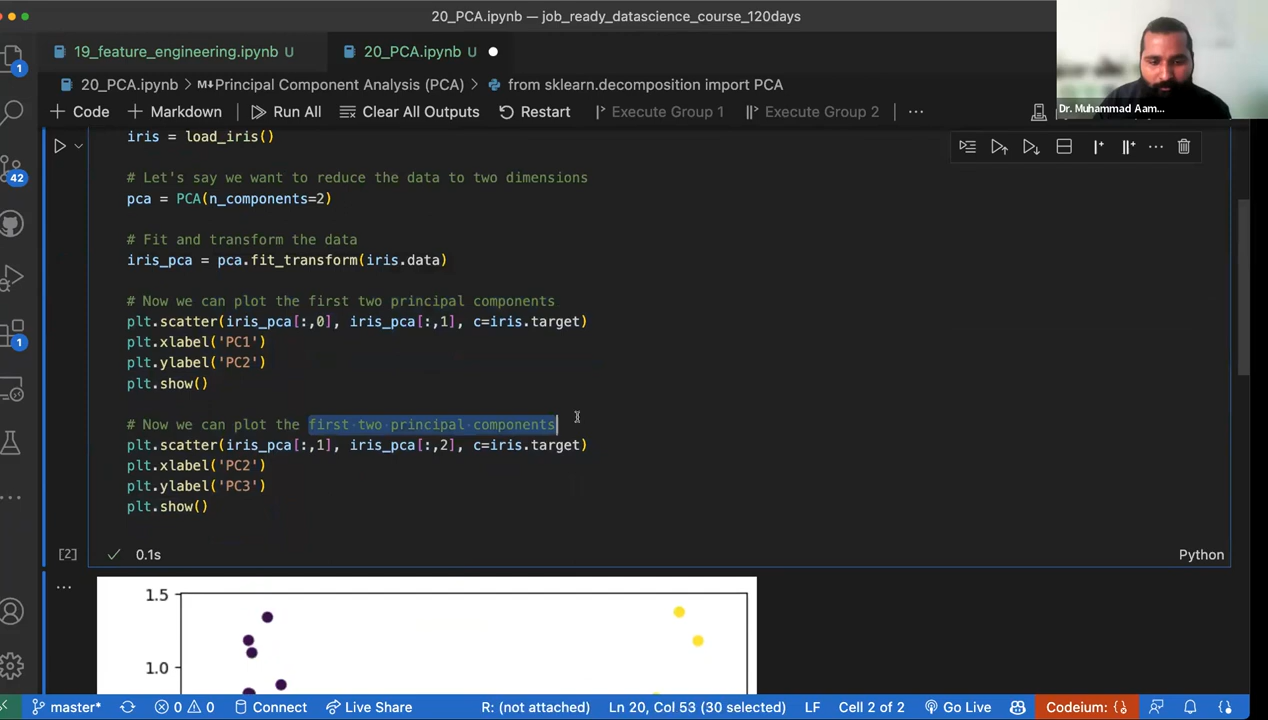 20_PCA.ipynb — job_ready_datascience_course_120days
19_feature_engineering.ipynb U
20_PCA.ipynb U
20_PCA.ipynb > M↓Principal Component Analysis (PCA) > from sklearn.decomposition import PCA
+ Code + Markdown Run All Clear All Outputs Restart Execute Group 1 Execute Group 2 ...
Dr. Muhammad Aam...
1
42
1
iris = load_iris()
# Let's say we want to reduce the data to two dimensions
pca = PCA(n_components=2)
# Fit and transform the data
iris_pca = pca.fit_transform(iris.data)
# Now we can plot the first two principal components
plt.scatter(iris_pca[:,0], iris_pca[:,1], c=iris.target)
plt.xlabel('PC1')
plt.ylabel('PC2')
plt.show()
# Now we can plot the first two principal components
plt.scatter(iris_pca[:,1], iris_pca[:,2], c=iris.target)
plt.xlabel('PC2')
plt.ylabel('PC3')
plt.show()
[2] 0.1s Python
1.5
1.0
master* 0 0 Connect Live Share R: (not attached) Ln 20, Col 53 (30 selected) LF Cell 2 of 2 Go Live Codeium: {}